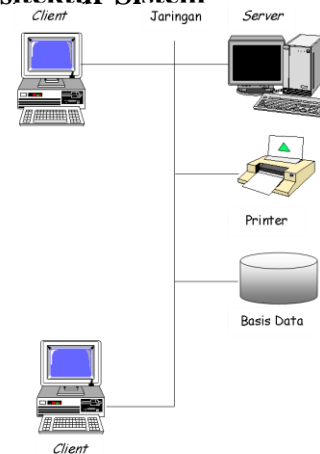 Client Jaringan Server
Printer
Basis Data
Client